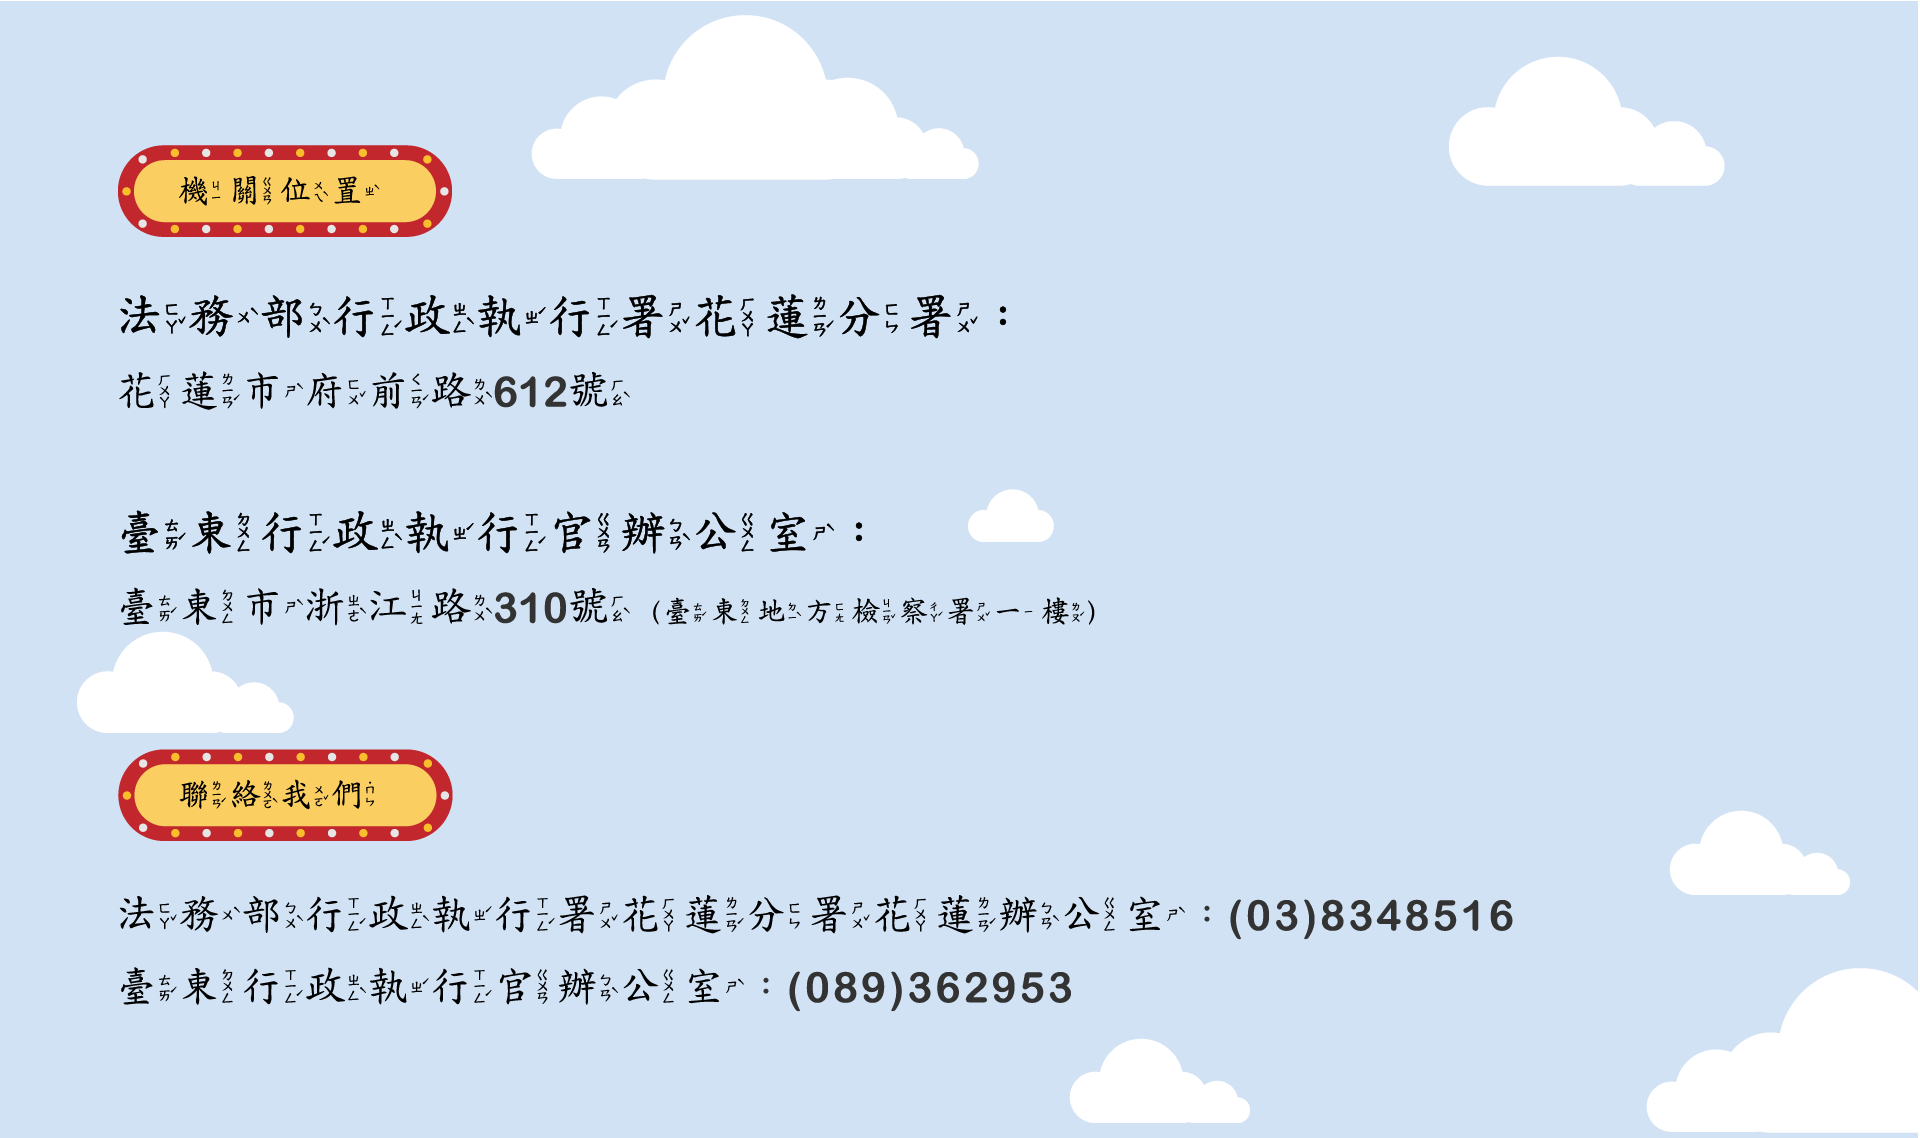 機關位置
法務部行政執行署花蓮分署：
花蓮市府前路612號
臺東行政執行官辦公室：
臺東市浙江路310號（臺東地方檢察署一樓）
聯絡我們
法務部行政執行署花蓮分署花蓮辦公室：(03)8348516
臺東行政執行官辦公室：(089)362953